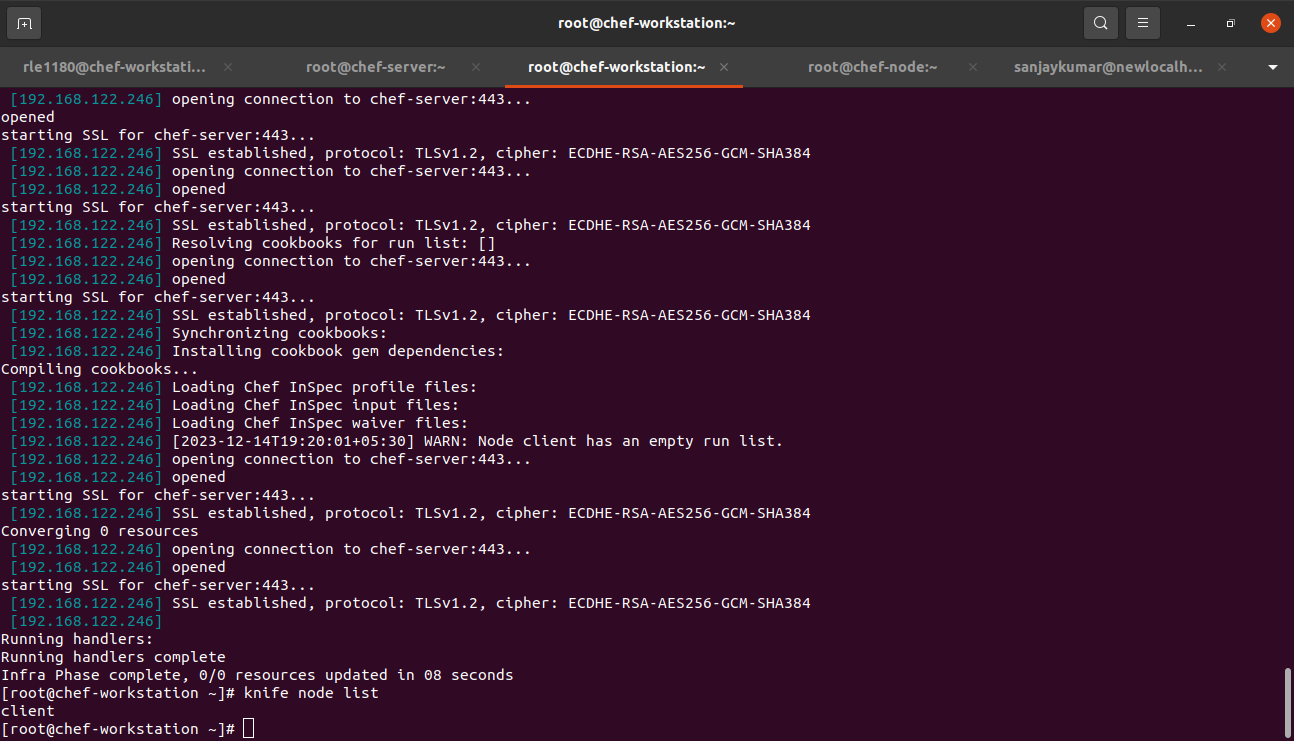 root@chef-workstation:~
rle1180@chef-workstati...
root@chef-server:~
root@chef-workstation:~
root@chef-node:~
sanjaykumar@newlocalh...
[192.168.122.246] opening connection to chef-server:443...
opened
starting SSL for chef-server:443...
[192.168.122.246] SSL established, protocol: TLSv1.2, cipher: ECDHE-RSA-AES256-GCM-SHA384
[192.168.122.246] opening connection to chef-server:443...
[192.168.122.246] opened
starting SSL for chef-server:443...
[192.168.122.246] SSL established, protocol: TLSv1.2, cipher: ECDHE-RSA-AES256-GCM-SHA384
[192.168.122.246] Resolving cookbooks for run list: []
[192.168.122.246] opening connection to chef-server:443...
[192.168.122.246] opened
starting SSL for chef-server:443...
[192.168.122.246] SSL established, protocol: TLSv1.2, cipher: ECDHE-RSA-AES256-GCM-SHA384
[192.168.122.246] Synchronizing cookbooks:
[192.168.122.246] Installing cookbook gem dependencies:
Compiling cookbooks...
[192.168.122.246] Loading Chef InSpec profile files:
[192.168.122.246] Loading Chef InSpec input files:
[192.168.122.246] Loading Chef InSpec waiver files:
[192.168.122.246] [2023-12-14T19:20:01+05:30] WARN: Node client has an empty run list.
[192.168.122.246] opening connection to chef-server:443...
[192.168.122.246] opened
starting SSL for chef-server:443...
[192.168.122.246] SSL established, protocol: TLSv1.2, cipher: ECDHE-RSA-AES256-GCM-SHA384
Converging 0 resources
[192.168.122.246] opening connection to chef-server:443...
[192.168.122.246] opened
starting SSL for chef-server:443...
[192.168.122.246] SSL established, protocol: TLSv1.2, cipher: ECDHE-RSA-AES256-GCM-SHA384
[192.168.122.246]
Running handlers:
Running handlers complete
Infra Phase complete, 0/0 resources updated in 08 seconds
[root@chef-workstation ~]# knife node list
client
[root@chef-workstation ~]#